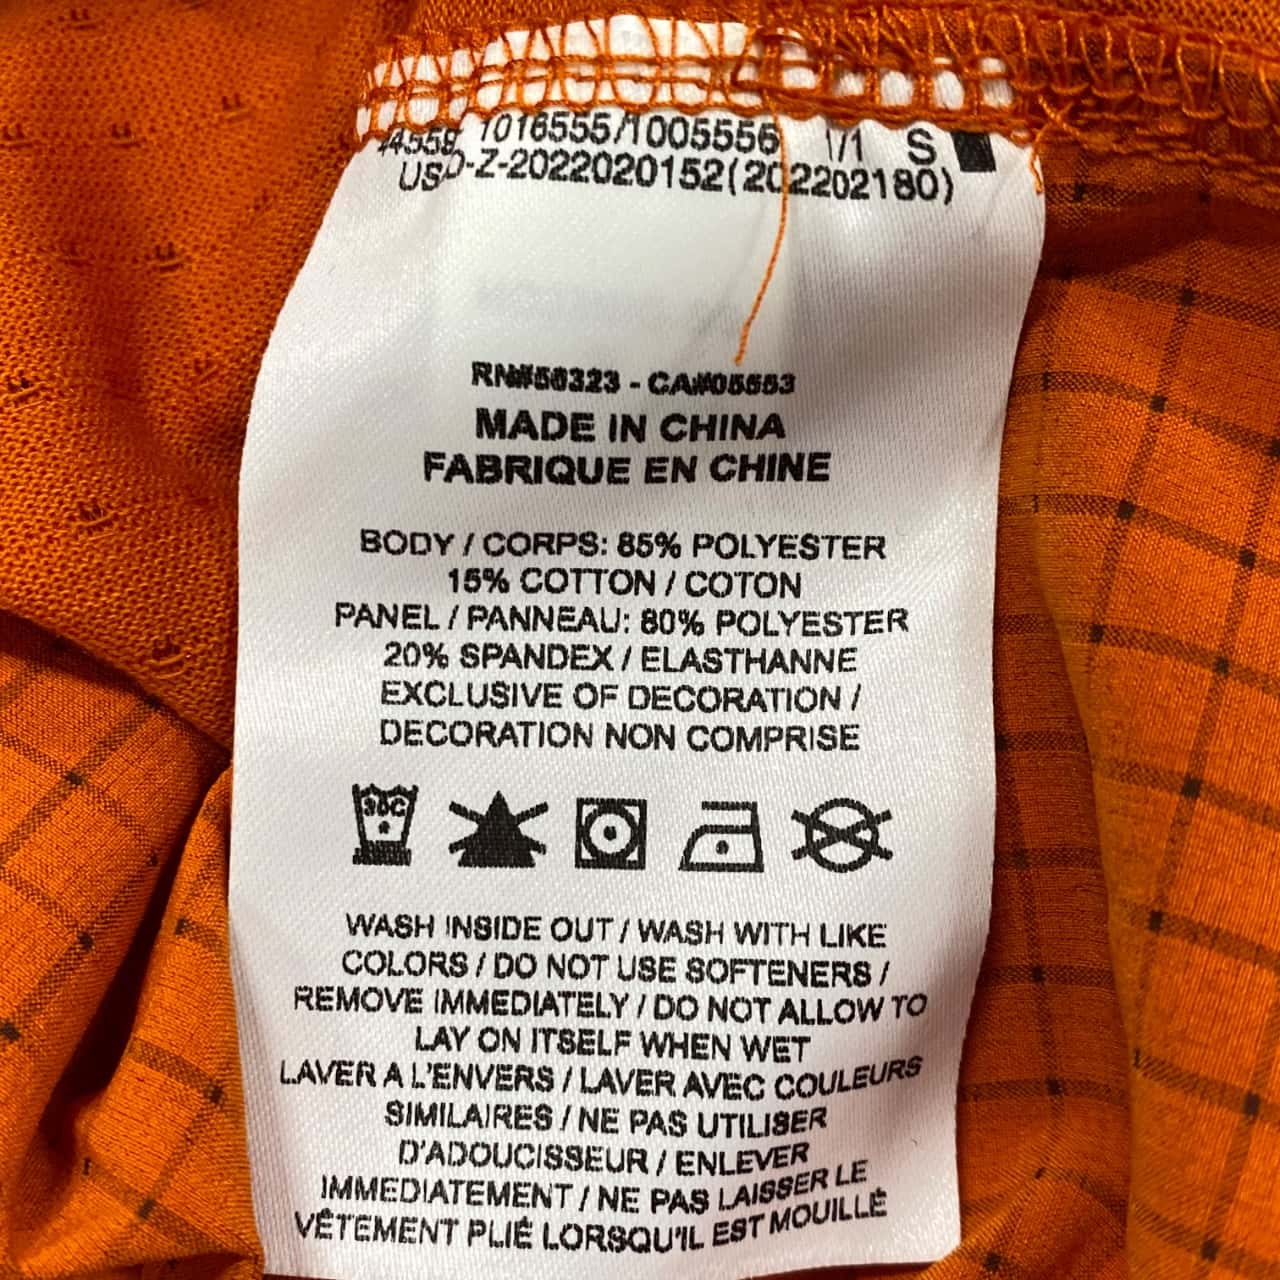 1016555/1005556 1/1 S
USD-Z-2022020152(202202180)
RN#56323 - CA#05553
MADE IN CHINA
FABRIQUE EN CHINE
BODY / CORPS: 85% POLYESTER
15% COTTON / COTON
PANEL / PANNEAU: 80% POLYESTER
20% SPANDEX / ELASTHANNE
EXCLUSIVE OF DECORATION /
DECORATION NON COMPRISE
30C
WASH INSIDE OUT / WASH WITH LIKE
COLORS / DO NOT USE SOFTENERS /
REMOVE IMMEDIATELY / DO NOT ALLOW TO
LAY ON ITSELF WHEN WET
LAVER A L'ENVERS / LAVER AVEC COULEURS
SIMILAIRES / NE PAS UTILISER
D'ADOUCISSEUR / ENLEVER
IMMEDIATEMENT / NE PAS LAISSER LE
VÊTEMENT PLIÉ LORSQU'IL EST MOUILLÉ